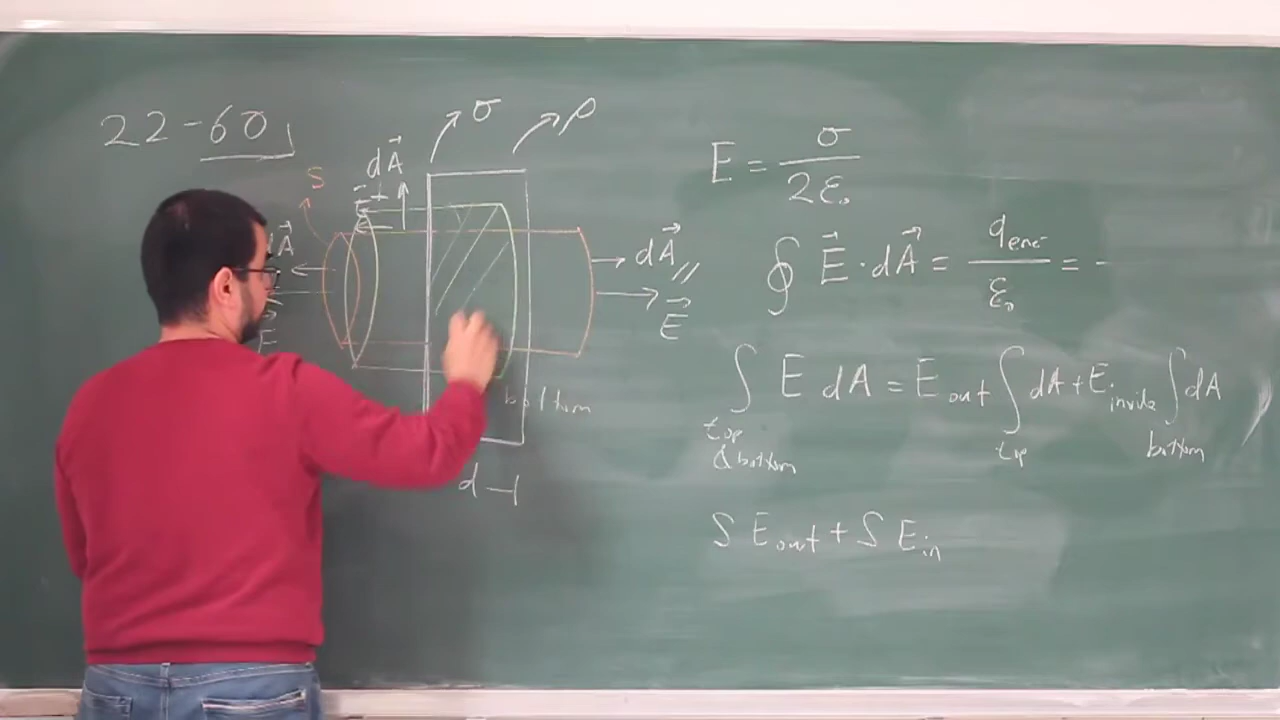 22-60
σ
ρ
dA⃗
S
dA⃗
E⃗
dA⃗ //
E⃗
bottom
d
E = σ / 2ε₀
∮ E⃗ · dA⃗ = q_enc / ε₀ = -
∫ E dA = E_out ∫ dA + E_inside ∫ dA
top & bottom
top
bottom
S E_out + S E_in